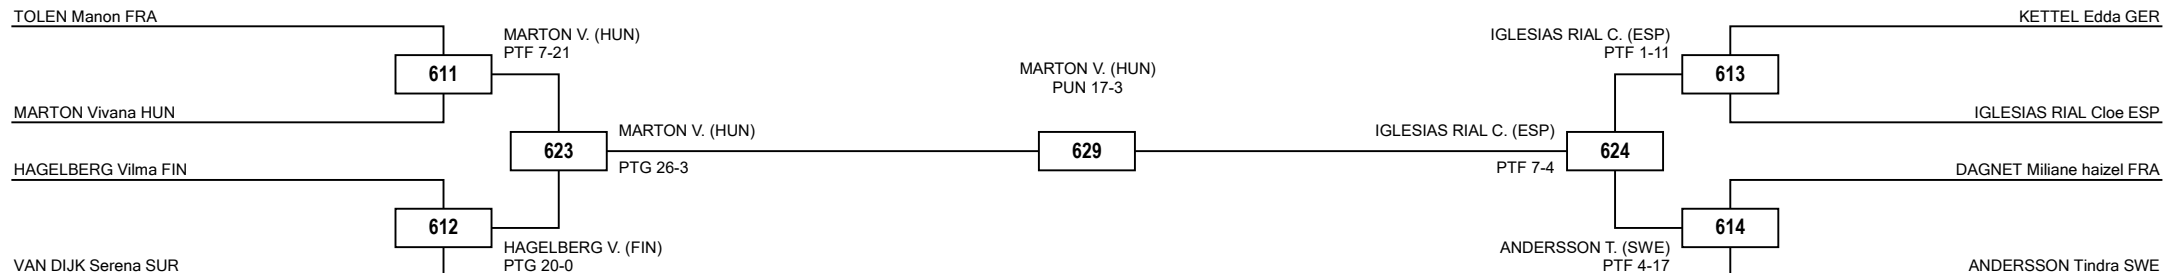 TOLEN Manon FRA
KETTEL Edda GER
MARTON V. (HUN)
PTF 7-21
IGLESIAS RIAL C. (ESP)
PTF 1-11
611
MARTON V. (HUN)
PUN 17-3
613
MARTON Vivana HUN
IGLESIAS RIAL Cloe ESP
MARTON V. (HUN)
PTG 26-3
IGLESIAS RIAL C. (ESP)
PTF 7-4
623
629
624
HAGELBERG Vilma FIN
DAGNET Miliane haizel FRA
612
614
HAGELBERG V. (FIN)
PTG 20-0
ANDERSSON T. (SWE)
PTF 4-17
VAN DIJK Serena SUR
ANDERSSON Tindra SWE